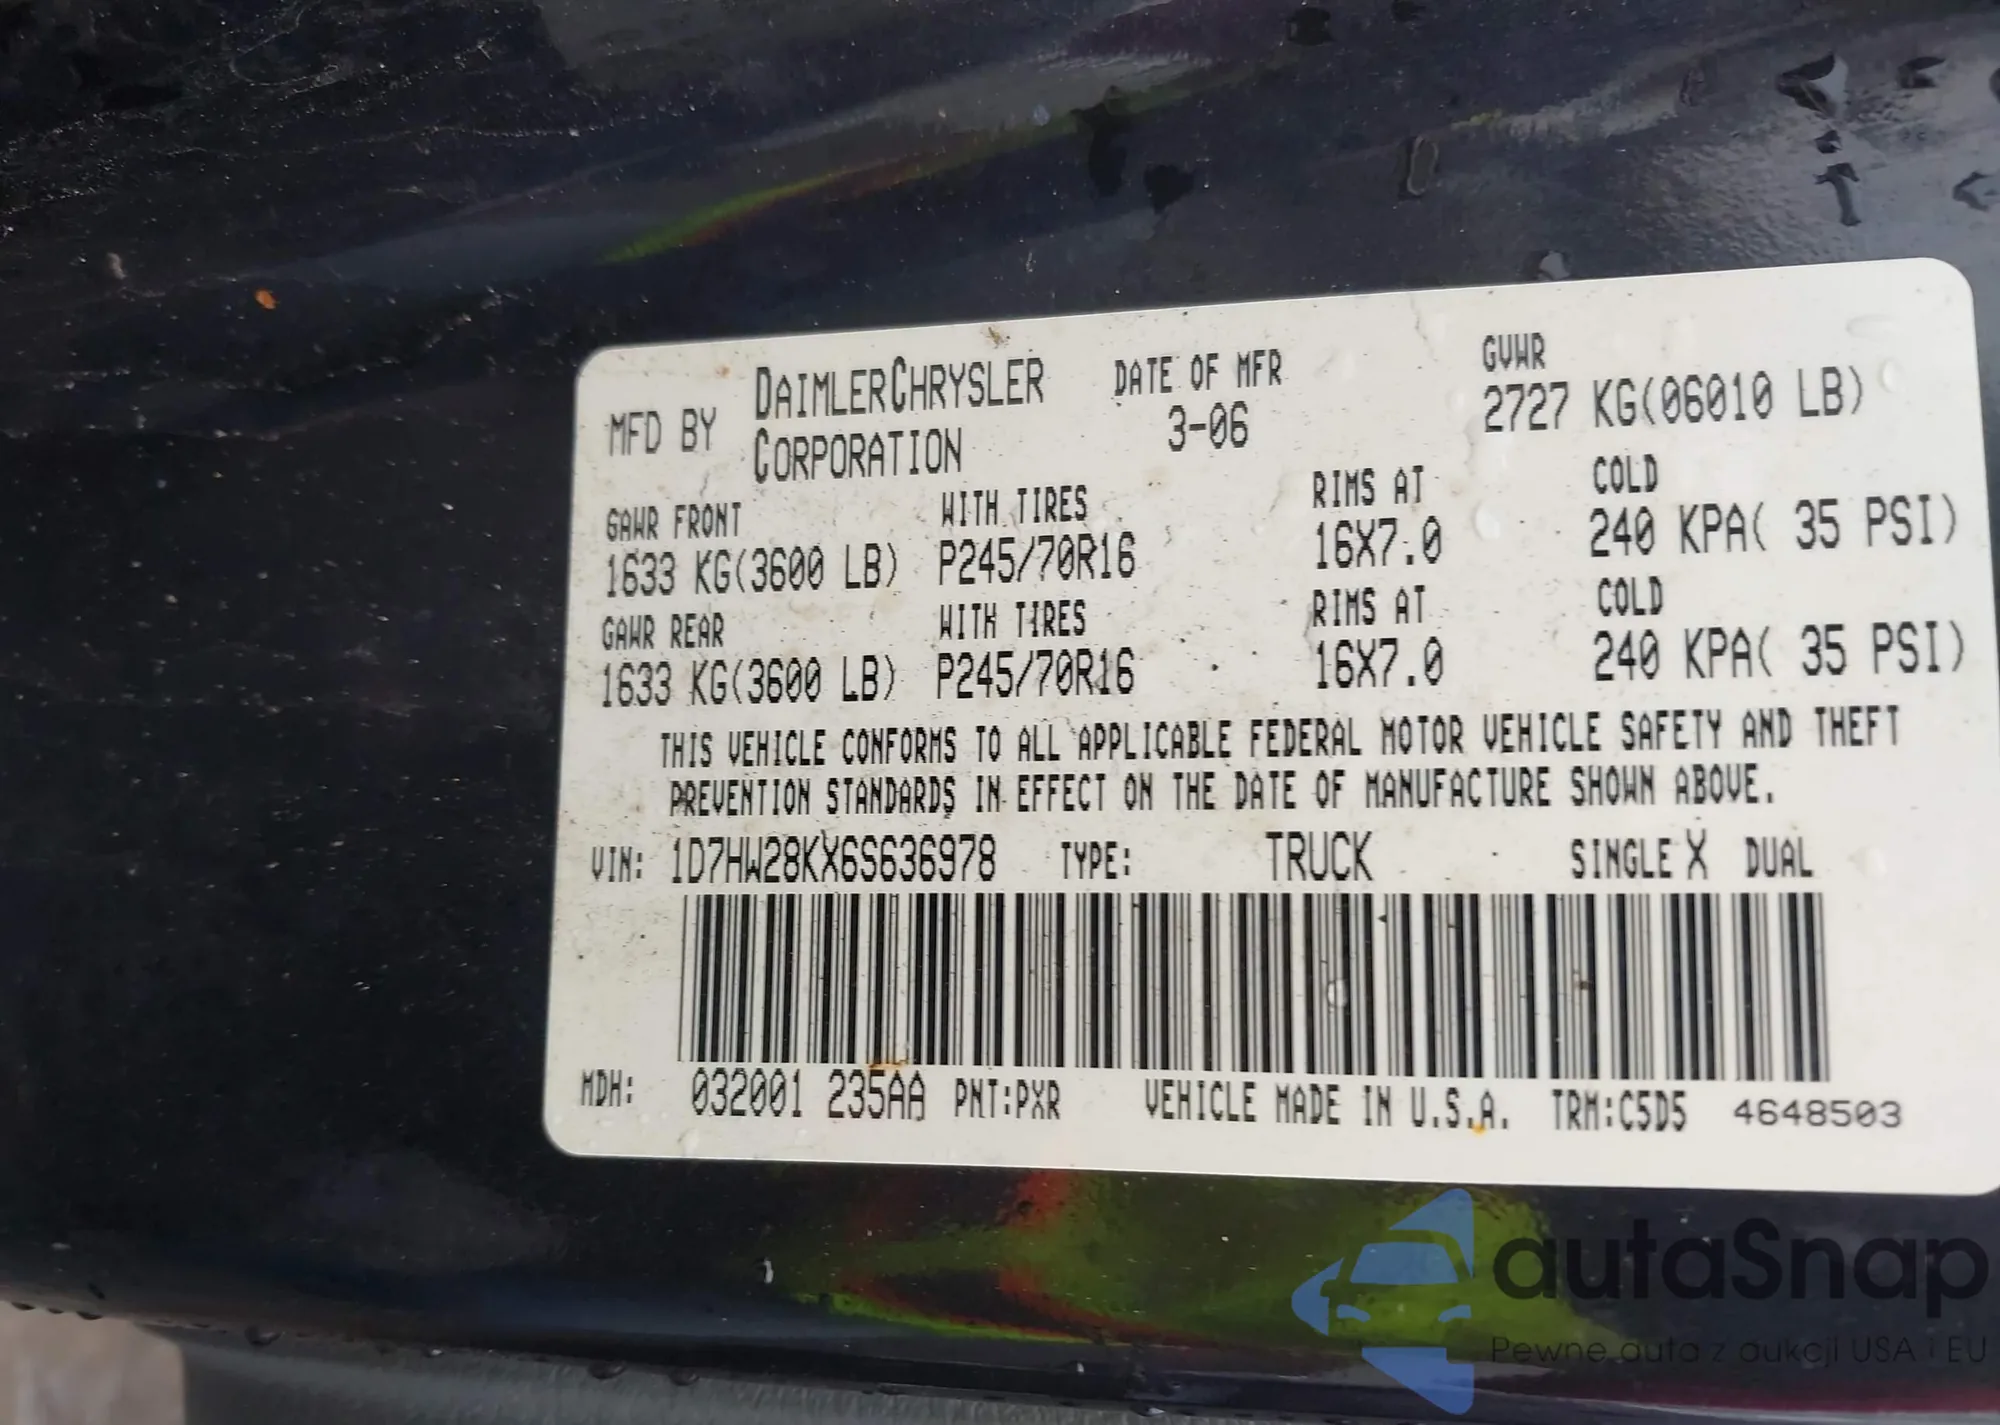 MFD BY DAIMLERCHRYSLER CORPORATION DATE OF MFR 3-06 GVWR 2727 KG(06010 LB)
GAWR FRONT WITH TIRES RIMS AT COLD
1633 KG(3600 LB) P245/70R16 16X7.0 240 KPA( 35 PSI)
GAWR REAR WITH TIRES RIMS AT COLD
1633 KG(3600 LB) P245/70R16 16X7.0 240 KPA( 35 PSI)
THIS VEHICLE CONFORMS TO ALL APPLICABLE FEDERAL MOTOR VEHICLE SAFETY AND THEFT
PREVENTION STANDARDS IN EFFECT ON THE DATE OF MANUFACTURE SHOWN ABOVE.
VIN: 1D7HW28KX6S636978 TYPE: TRUCK SINGLE X DUAL
MDH: 032001 235AA PNT:PXR VEHICLE MADE IN U.S.A. TRM:C5D5 4648503
autaSnap
Pewne auta z aukcji USA i EU